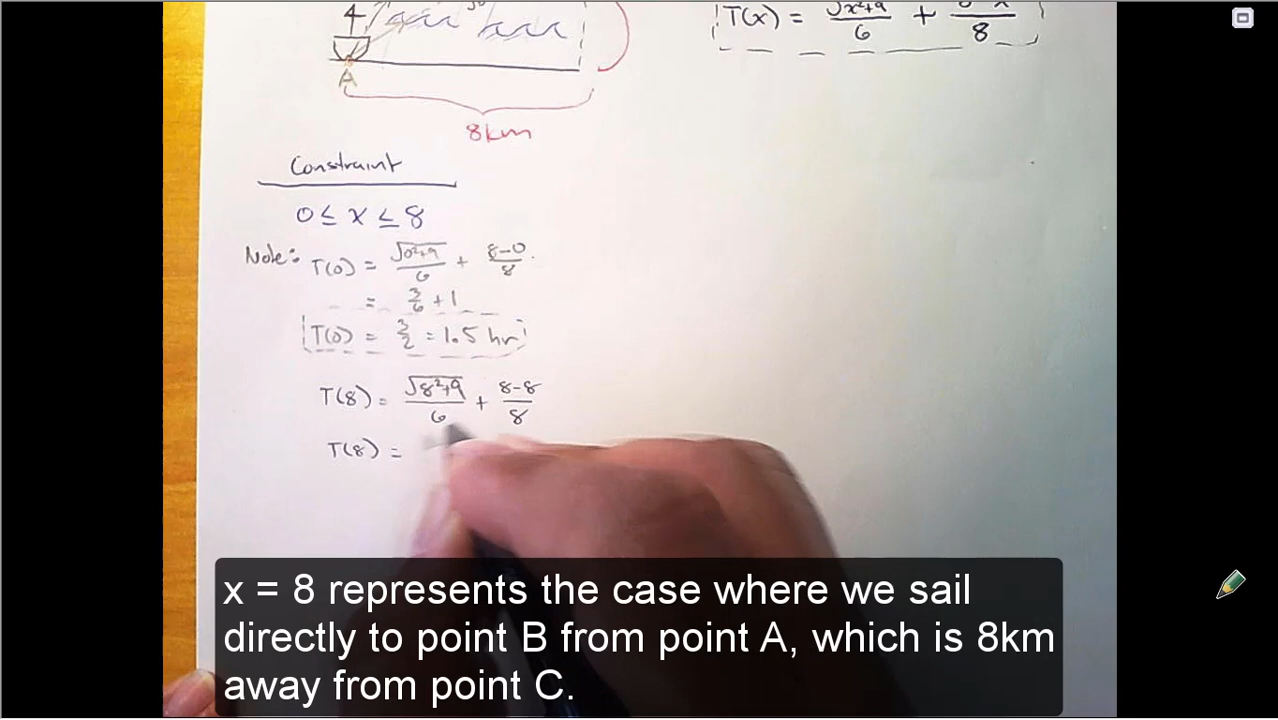 T(x) = √x²+9/6 + 8-x/8
4
A
8km
Constraint
0 ≤ x ≤ 8
Note: T(0) = √0²+9/6 + 8-0/8.
= 3/6 + 1
T(0) = 3/2 = 1.5 hr
T(8) = √8²+9/6 + 8-8/8
T(8) =
x = 8 represents the case where we sail
directly to point B from point A, which is 8km
away from point C.